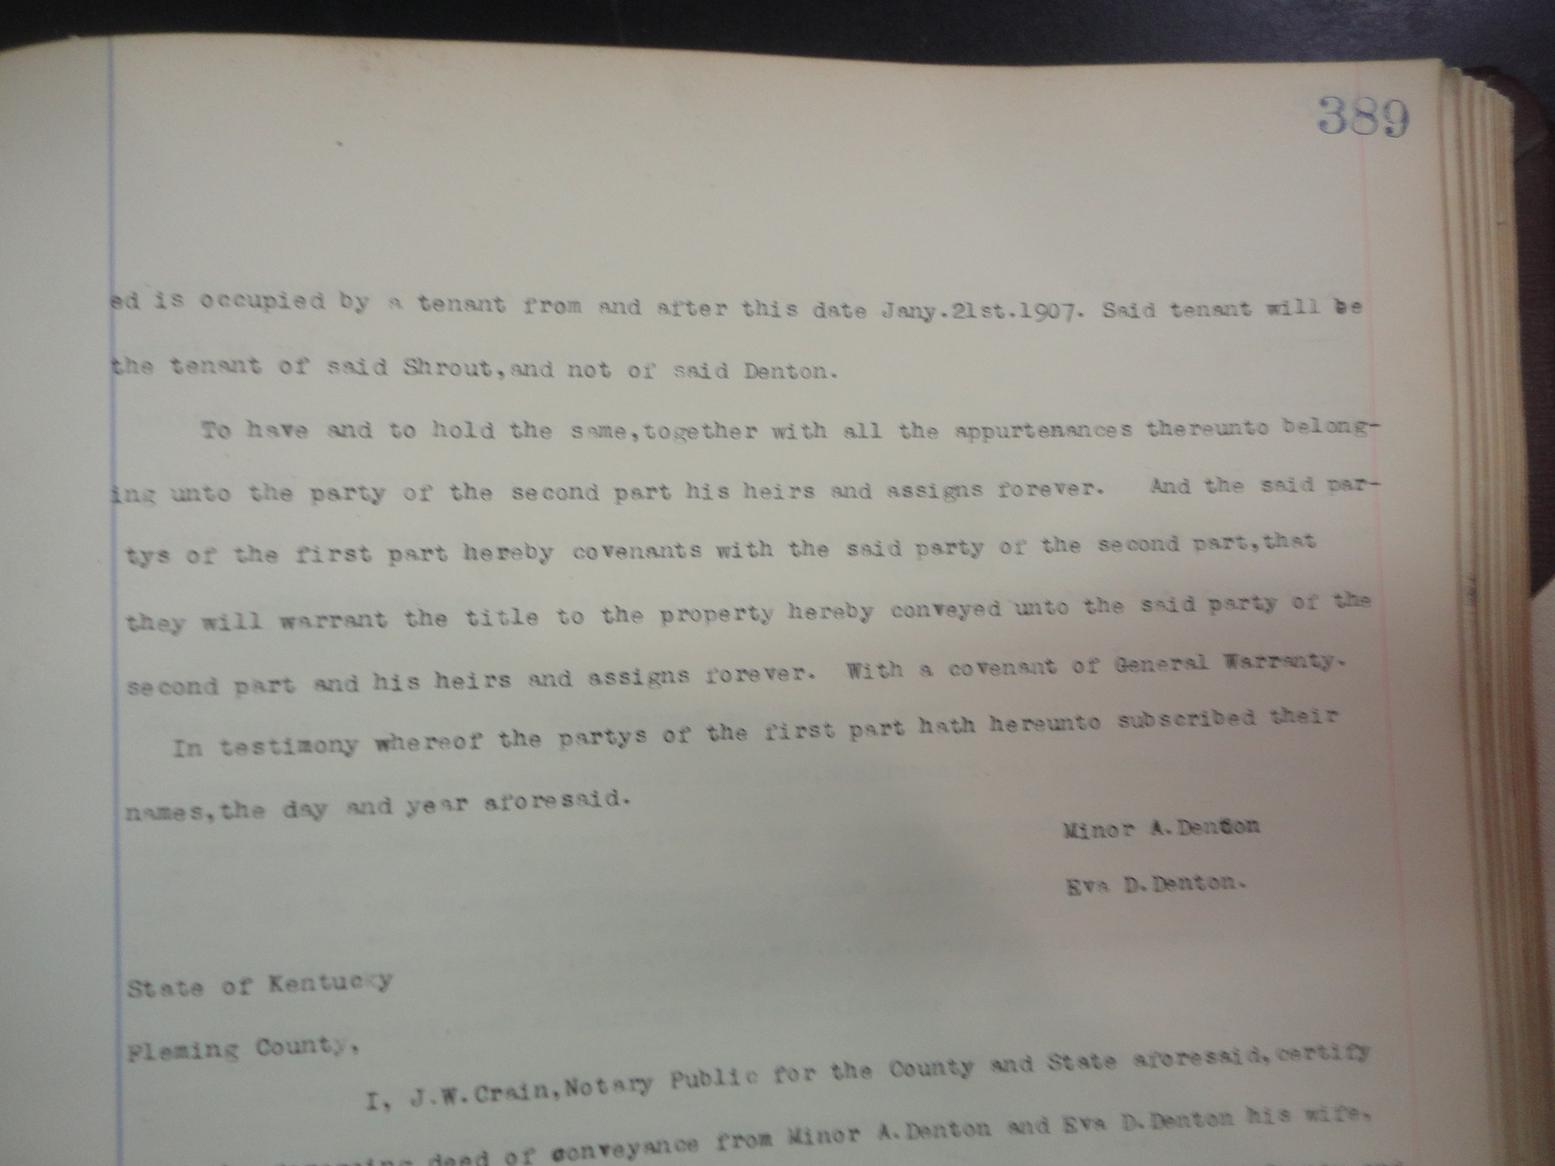 389
ed is occupied by a tenant from and after this date Jany.21st.1907. Said tenant will be
the tenant of said Shrout,and not of said Denton.
To have and to hold the same,together with all the appurtenances thereunto belong-
ing unto the party of the second part his heirs and assigns forever. And the said par-
tys of the first part hereby covenants with the said party of the second part,that
they will warrant the title to the property hereby conveyed unto the said party of the
second part and his heirs and assigns forever. With a covenant of General Warranty.
In testimony whereof the partys of the first part hath hereunto subscribed their
names,the day and year aforesaid.
Minor A.Denton
Eva D.Denton.
State of Kentucky
Fleming County,
I, J.W.Crain,Notary Public for the County and State aforesaid,certify
deed of conveyance from Minor A.Denton and Eva D.Denton his wife,